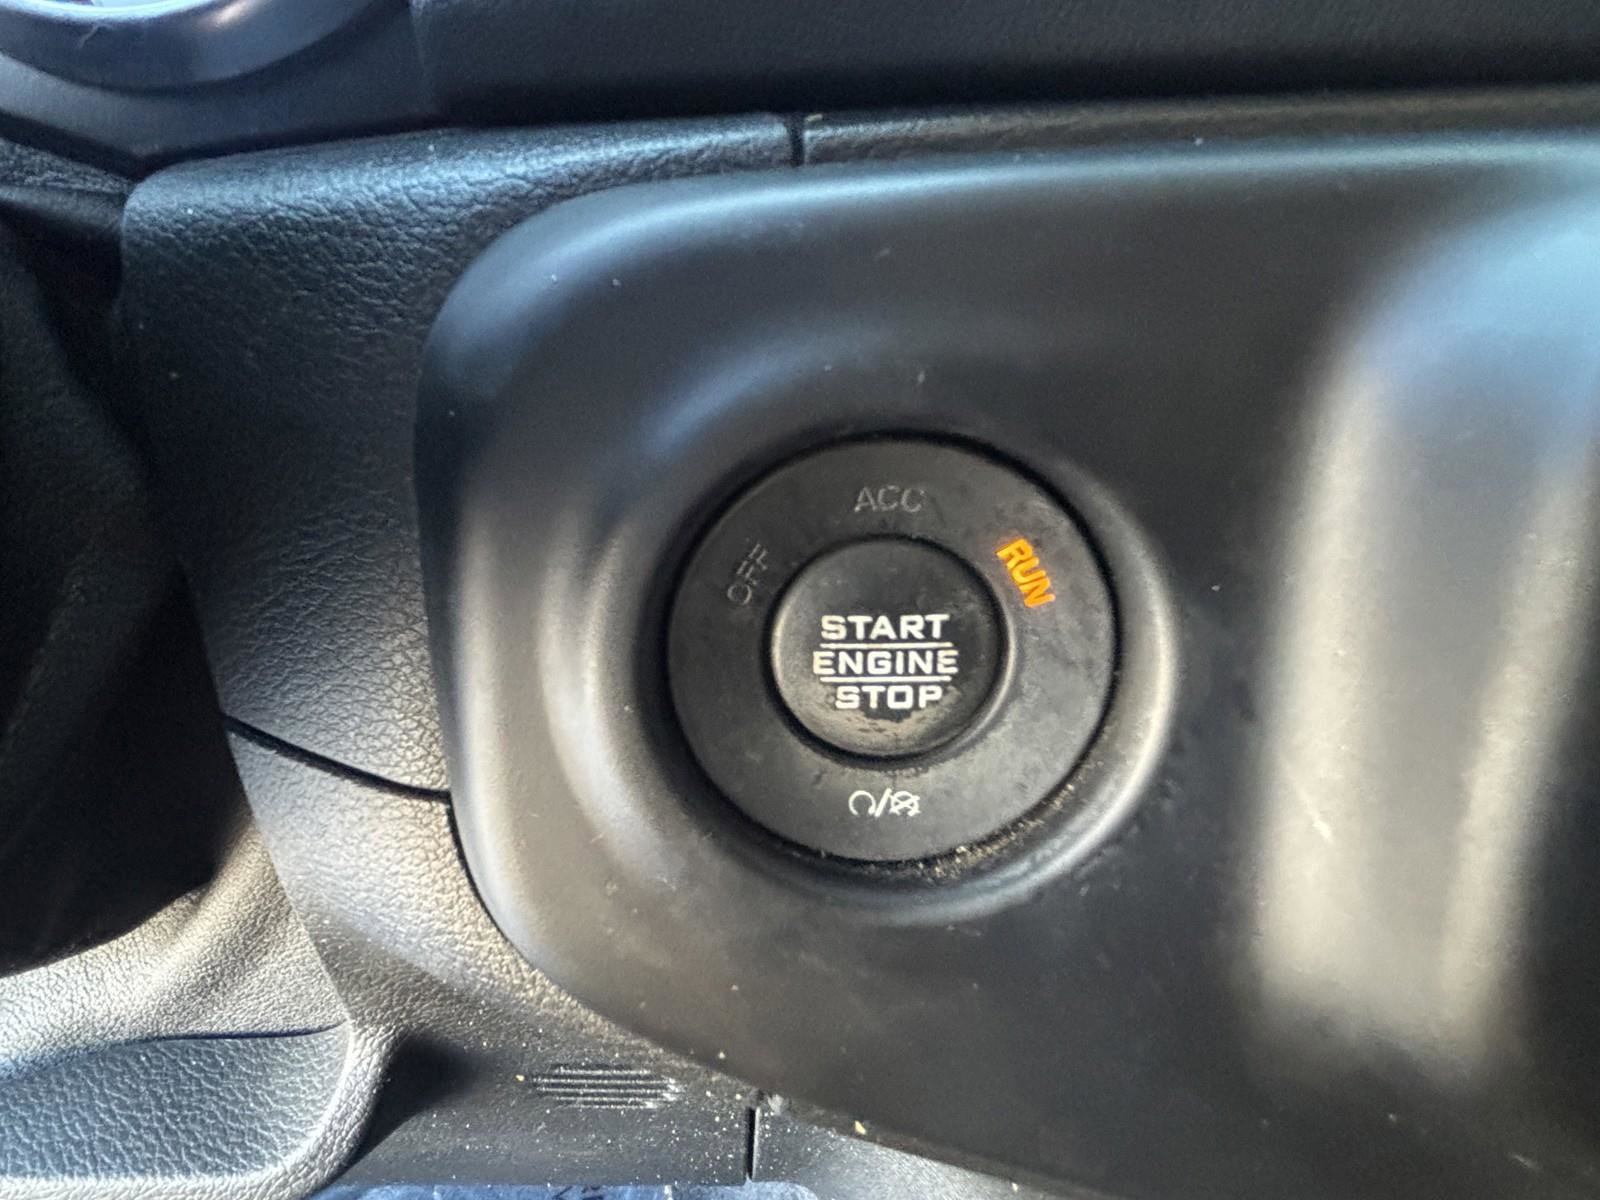 ACC
OFF
RUN
START
ENGINE
STOP